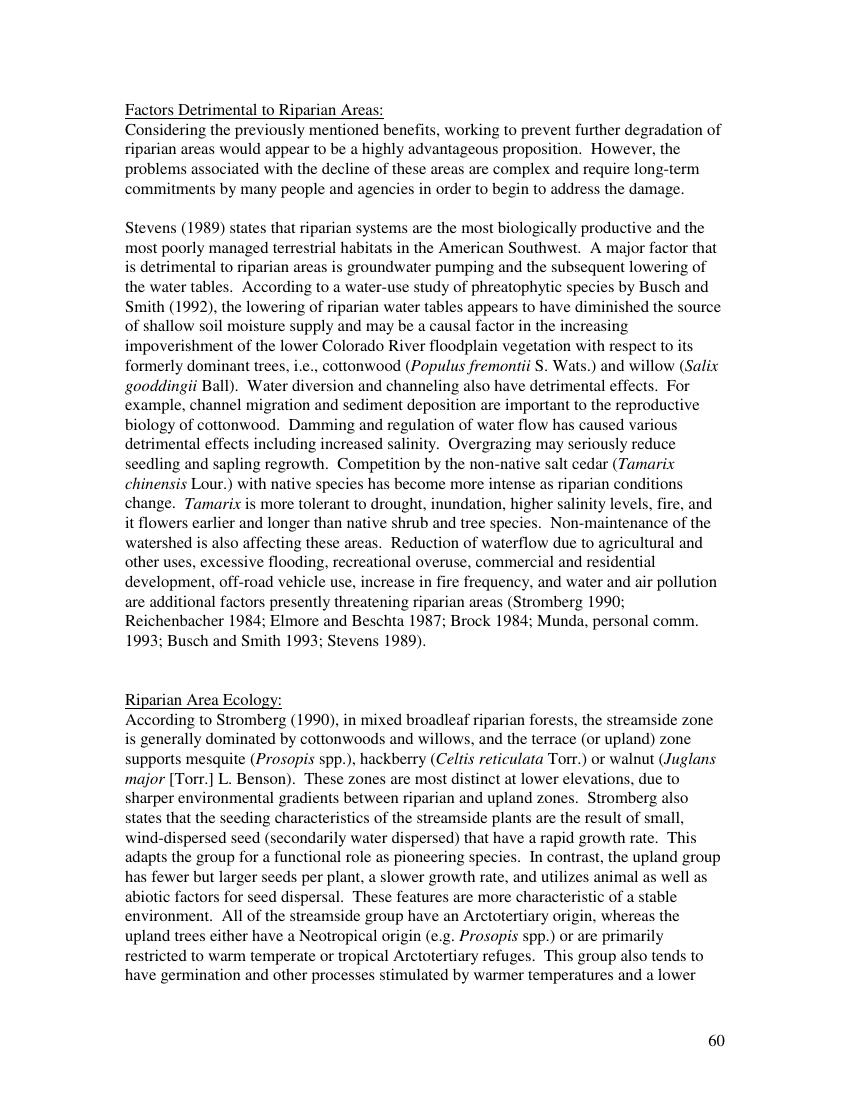 Factors Detrimental to Riparian Areas:
Considering the previously mentioned benefits, working to prevent further degradation of
riparian areas would appear to be a highly advantageous proposition.  However, the
problems associated with the decline of these areas are complex and require long-term
commitments by many people and agencies in order to begin to address the damage.

Stevens (1989) states that riparian systems are the most biologically productive and the
most poorly managed terrestrial habitats in the American Southwest.  A major factor that
is detrimental to riparian areas is groundwater pumping and the subsequent lowering of
the water tables.  According to a water-use study of phreatophytic species by Busch and
Smith (1992), the lowering of riparian water tables appears to have diminished the source
of shallow soil moisture supply and may be a causal factor in the increasing
impoverishment of the lower Colorado River floodplain vegetation with respect to its
formerly dominant trees, i.e., cottonwood (Populus fremontii S. Wats.) and willow (Salix
gooddingii Ball).  Water diversion and channeling also have detrimental effects.  For
example, channel migration and sediment deposition are important to the reproductive
biology of cottonwood.  Damming and regulation of water flow has caused various
detrimental effects including increased salinity.  Overgrazing may seriously reduce
seedling and sapling regrowth.  Competition by the non-native salt cedar (Tamarix
chinensis Lour.) with native species has become more intense as riparian conditions
change.  Tamarix is more tolerant to drought, inundation, higher salinity levels, fire, and
it flowers earlier and longer than native shrub and tree species.  Non-maintenance of the
watershed is also affecting these areas.  Reduction of waterflow due to agricultural and
other uses, excessive flooding, recreational overuse, commercial and residential
development, off-road vehicle use, increase in fire frequency, and water and air pollution
are additional factors presently threatening riparian areas (Stromberg 1990;
Reichenbacher 1984; Elmore and Beschta 1987; Brock 1984; Munda, personal comm.
1993; Busch and Smith 1993; Stevens 1989).

Riparian Area Ecology:
According to Stromberg (1990), in mixed broadleaf riparian forests, the streamside zone
is generally dominated by cottonwoods and willows, and the terrace (or upland) zone
supports mesquite (Prosopis spp.), hackberry (Celtis reticulata Torr.) or walnut (Juglans
major [Torr.] L. Benson).  These zones are most distinct at lower elevations, due to
sharper environmental gradients between riparian and upland zones.  Stromberg also
states that the seeding characteristics of the streamside plants are the result of small,
wind-dispersed seed (secondarily water dispersed) that have a rapid growth rate.  This
adapts the group for a functional role as pioneering species.  In contrast, the upland group
has fewer but larger seeds per plant, a slower growth rate, and utilizes animal as well as
abiotic factors for seed dispersal.  These features are more characteristic of a stable
environment.  All of the streamside group have an Arctotertiary origin, whereas the
upland trees either have a Neotropical origin (e.g. Prosopis spp.) or are primarily
restricted to warm temperate or tropical Arctotertiary refuges.  This group also tends to
have germination and other processes stimulated by warmer temperatures and a lower

60